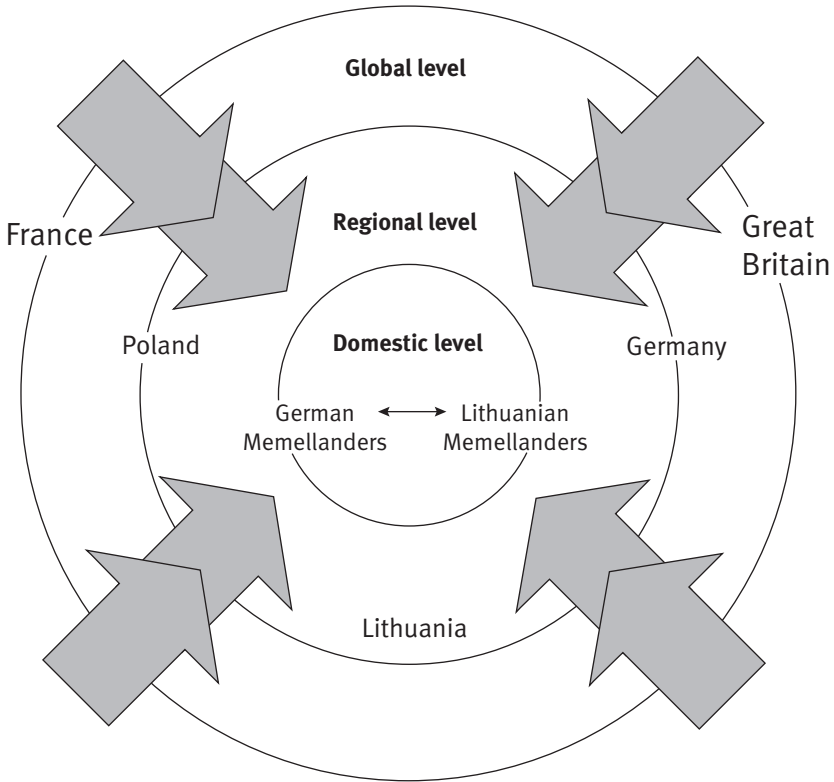 Global level
Regional level
France
Great
Britain
Poland
Domestic level
Germany
German
Memellanders
Lithuanian
Memellanders
Lithuania